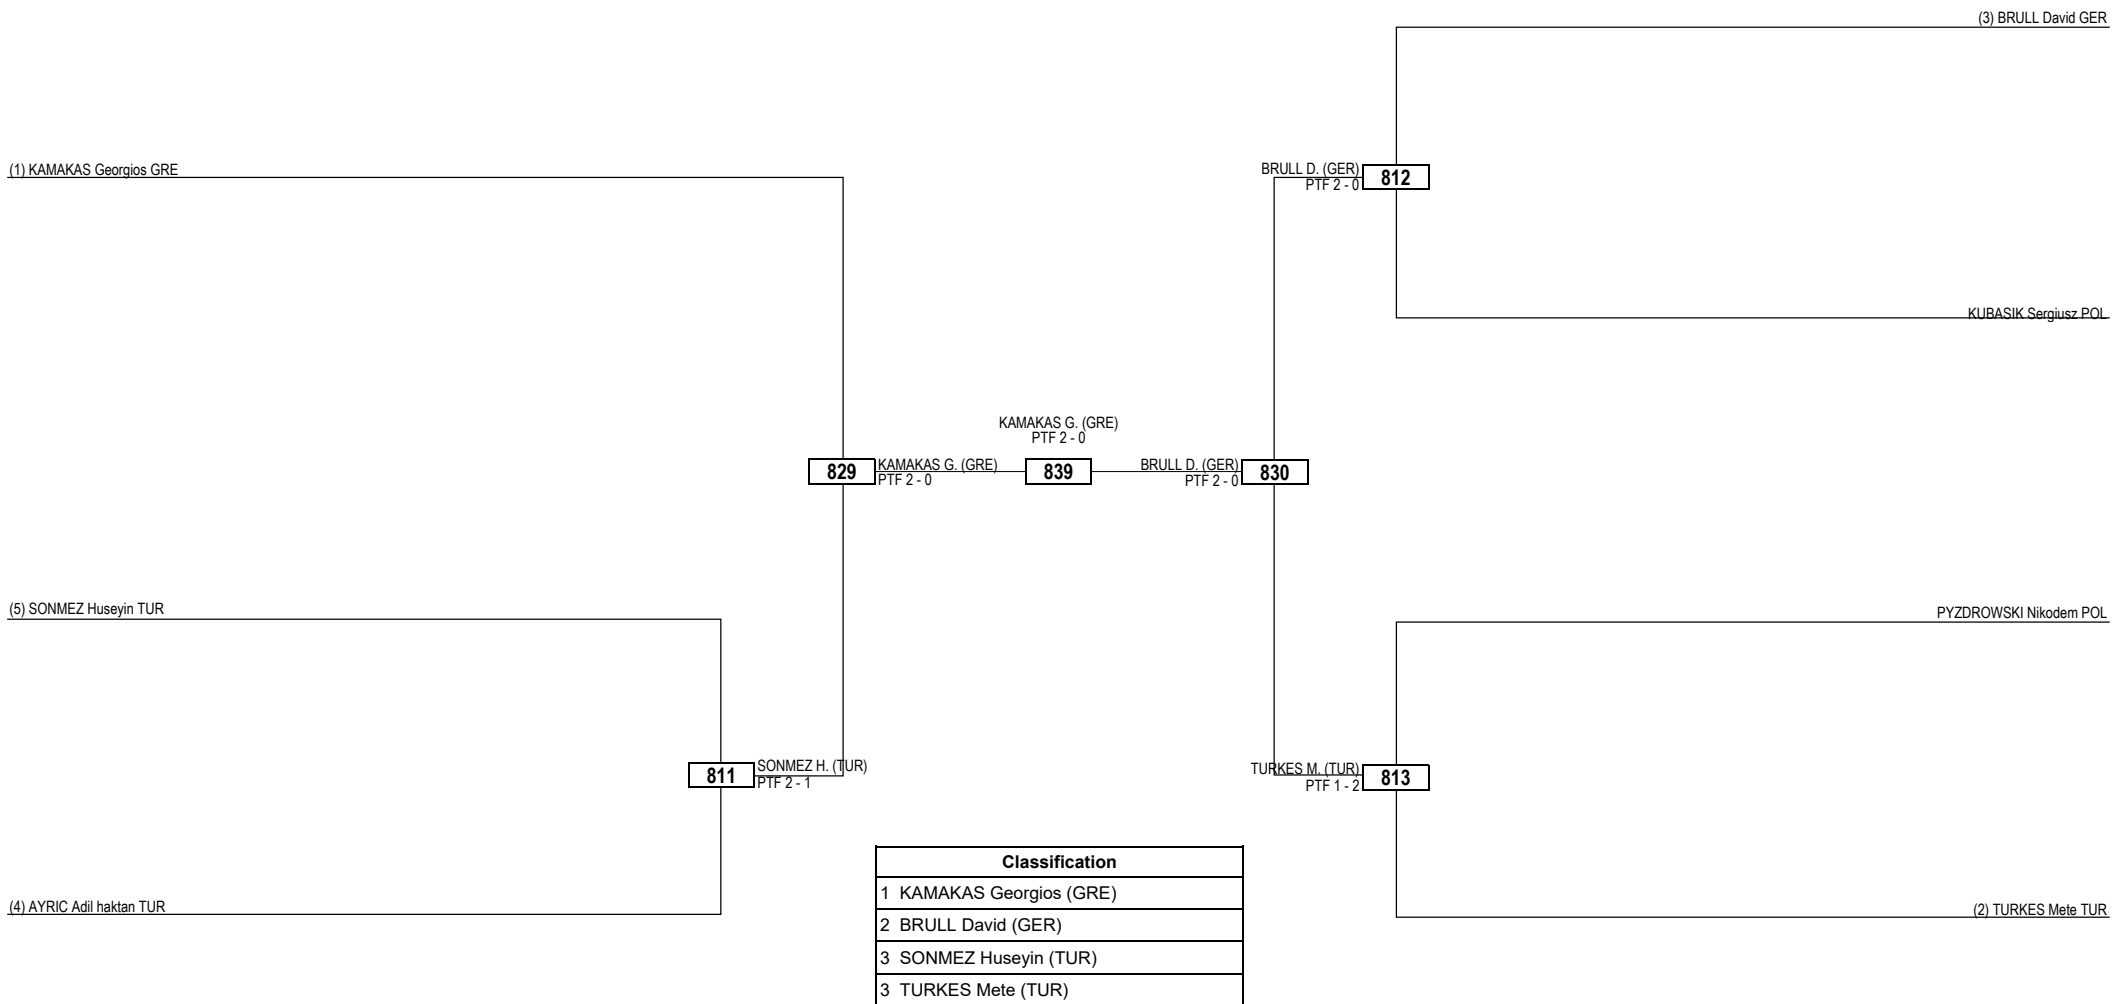 (3) BRULL David GER
(1) KAMAKAS Georgios GRE
BRULL D. (GER)
PTF 2 - 0
812
KUBASIK Sergiusz POL
KAMAKAS G. (GRE)
PTF 2 - 0
829
KAMAKAS G. (GRE)
PTF 2 - 0
839
BRULL D. (GER)
PTF 2 - 0
830
(5) SONMEZ Huseyin TUR
PYZDROWSKI Nikodem POL
811
SONMEZ H. (TUR)
PTF 2 - 1
TURKES M. (TUR)
PTF 1 - 2
813
(4) AYRIC Adil haktan TUR
(2) TURKES Mete TUR
Classification
1 KAMAKAS Georgios (GRE)
2 BRULL David (GER)
3 SONMEZ Huseyin (TUR)
3 TURKES Mete (TUR)